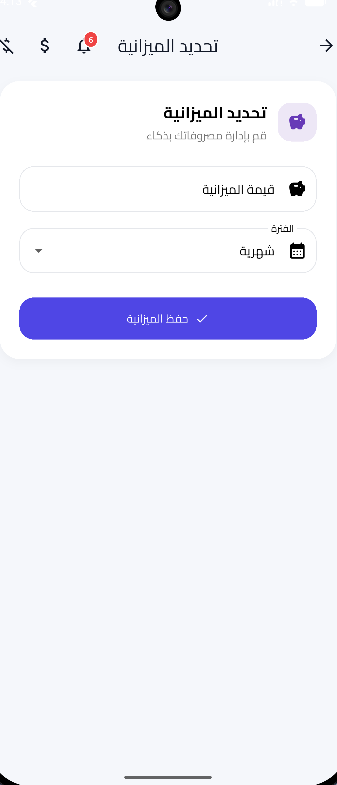 تحديد الميزانية
6
تحديد الميزانية
قم بإدارة مصروفاتك بذكاء
قيمة الميزانية
الفترة
شهرية
حفظ الميزانية